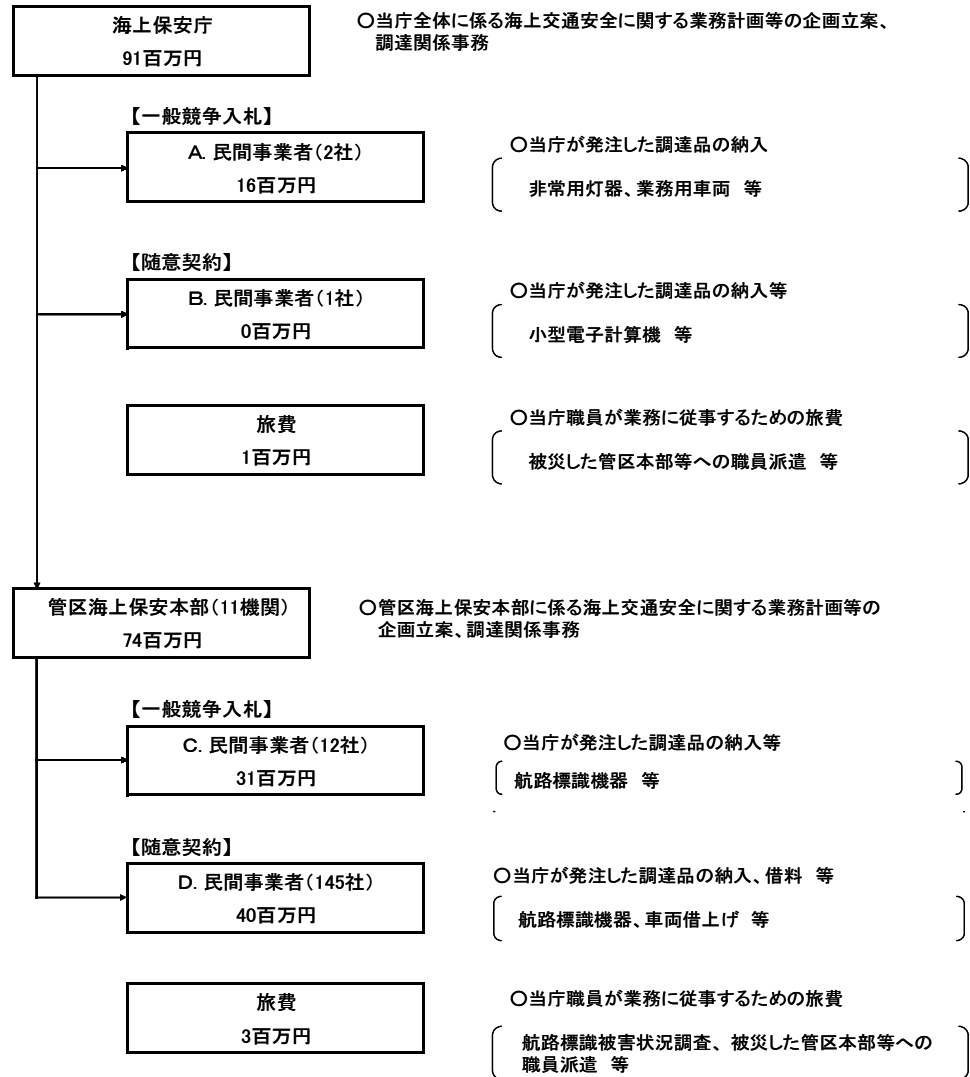 海上保安庁
91百万円
○当庁全体に係る海上交通安全に関する業務計画等の企画立案、
調達関係事務
【一般競争入札】
A. 民間事業者(2社)
16百万円
○当庁が発注した調達品の納入
非常用灯器、業務用車両 等
【随意契約】
B. 民間事業者(1社)
0百万円
○当庁が発注した調達品の納入等
小型電子計算機 等
旅費
1百万円
○当庁職員が業務に従事するための旅費
被災した管区本部等への職員派遣 等
管区海上保安本部(11機関)
74百万円
○管区海上保安本部に係る海上交通安全に関する業務計画等の
企画立案、調達関係事務
【一般競争入札】
C. 民間事業者(12社)
31百万円
○当庁が発注した調達品の納入等
航路標識機器 等
【随意契約】
D. 民間事業者(145社)
40百万円
○当庁が発注した調達品の納入、借料 等
航路標識機器、車両借上げ 等
旅費
3百万円
○当庁職員が業務に従事するための旅費
航路標識被害状況調査、被災した管区本部等への
職員派遣 等